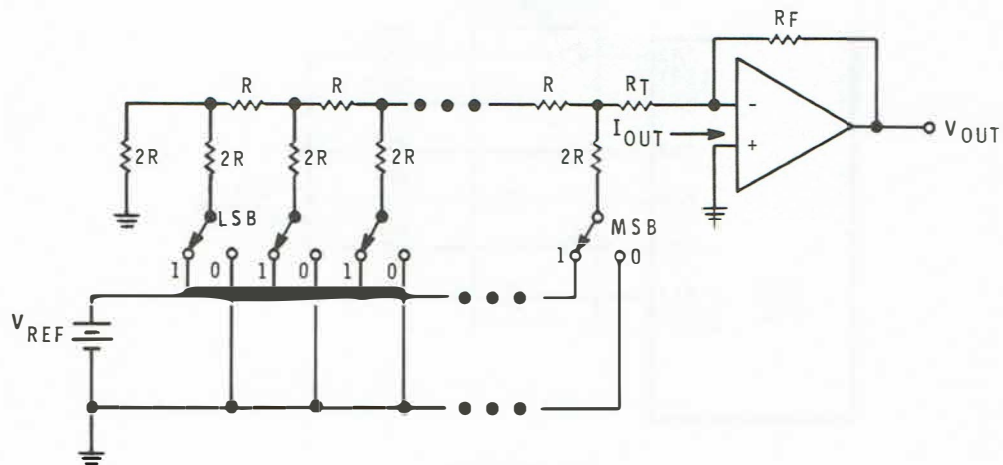 RF
R R R RT
IOUT
- 
+
VOUT
2R 2R 2R 2R 2R
LSB MSB
1 0 1 0 1 0 1 0
VREF